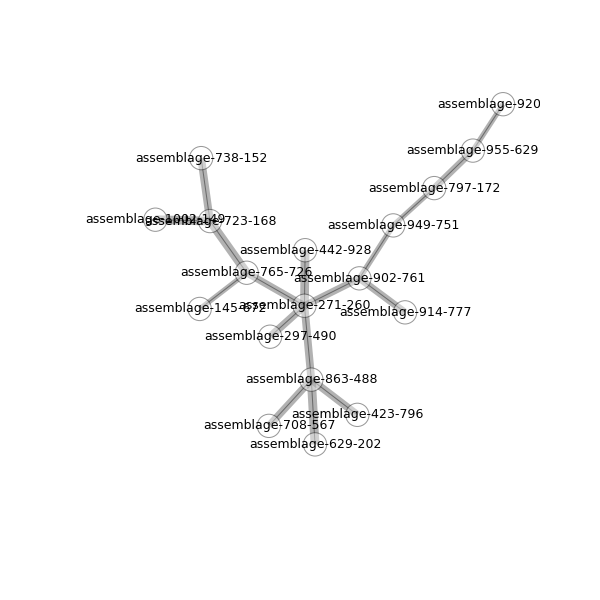 assemblage-920
assemblage-955-629
assemblage-738-152
assemblage-797-172
assemblage-1002-149
assemblage-723-168
assemblage-949-751
assemblage-442-928
assemblage-765-726
assemblage-902-761
assemblage-271-260
assemblage-145-672
assemblage-914-777
assemblage-297-490
assemblage-863-488
assemblage-423-796
assemblage-708-567
assemblage-629-202